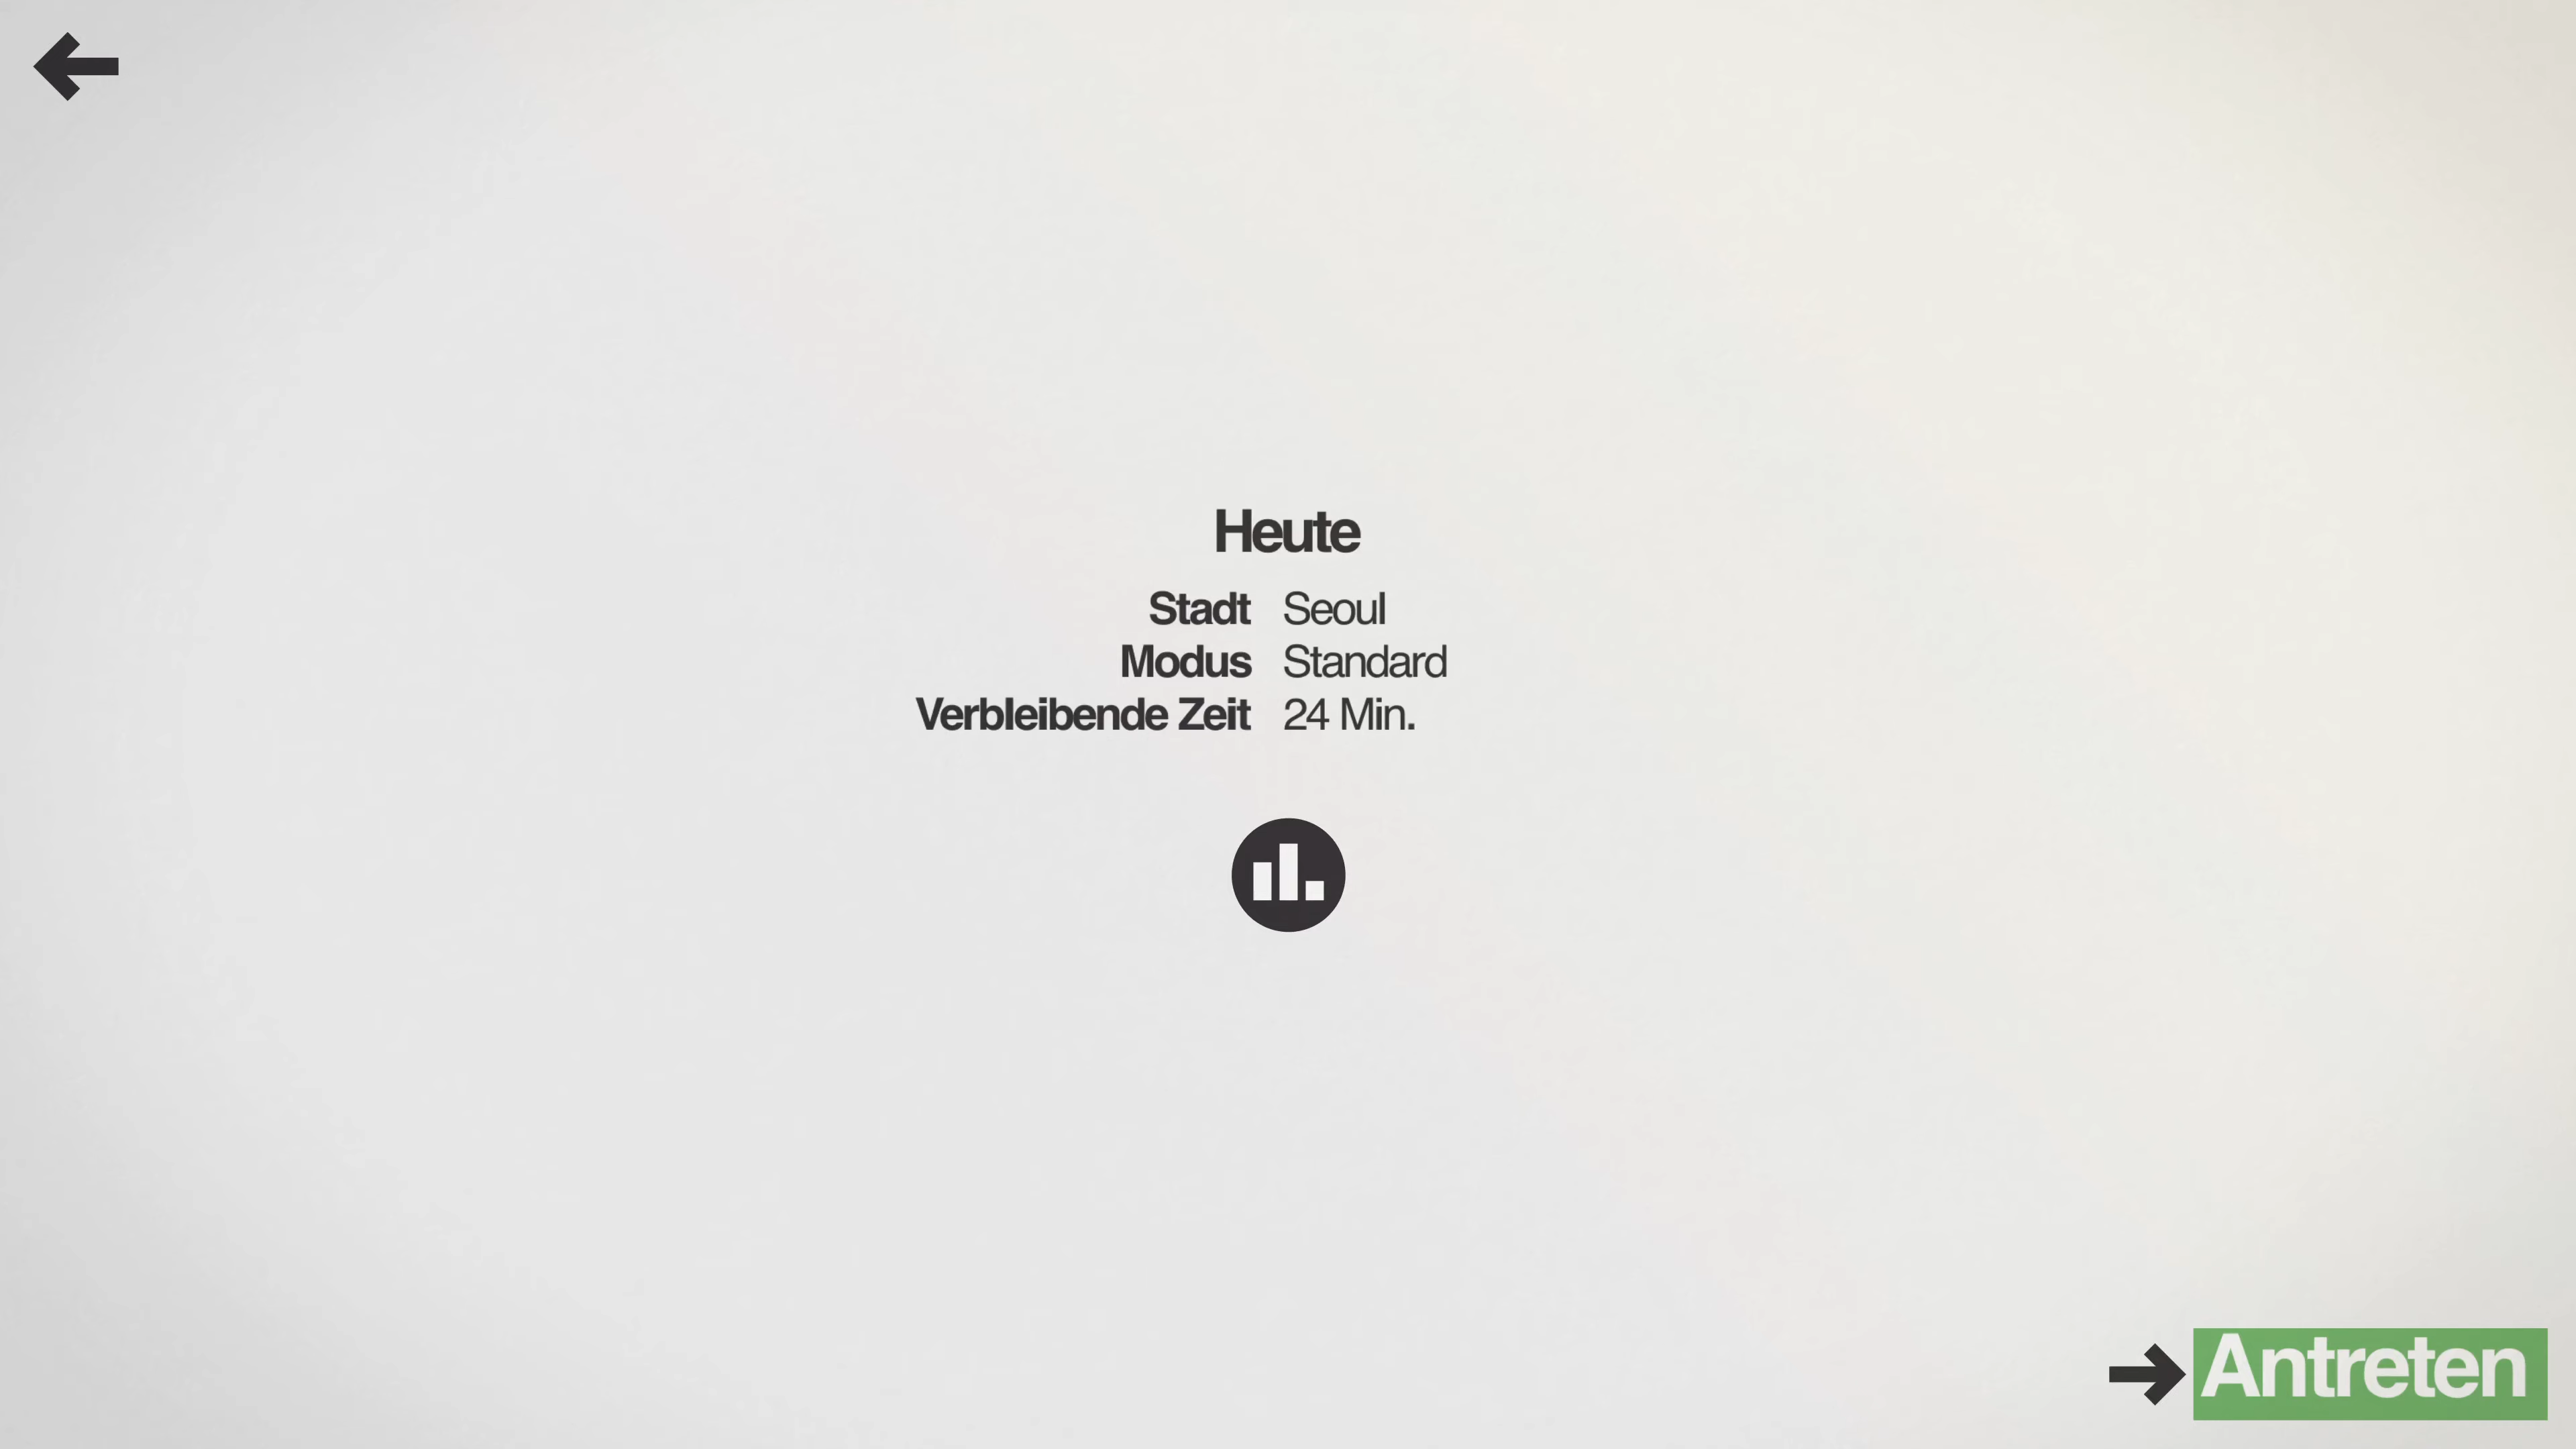 Heute
Stadt Seoul
Modus Standard
Verbleibende Zeit 24 Min.
Antreten